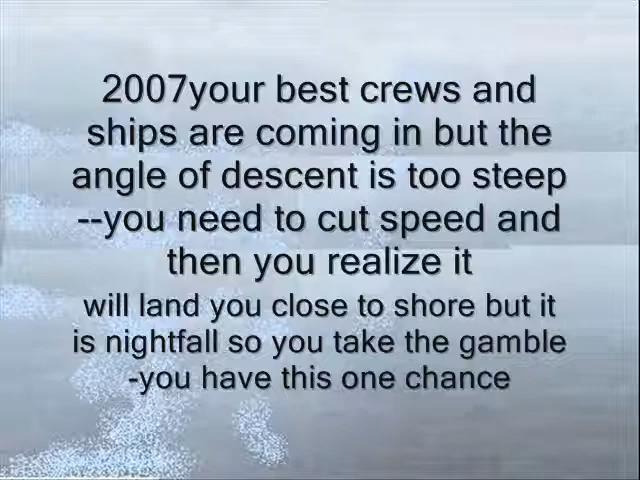 2007your best crews and
ships are coming in but the
angle of descent is too steep
--you need to cut speed and
then you realize it
will land you close to shore but it
is nightfall so you take the gamble
-you have this one chance